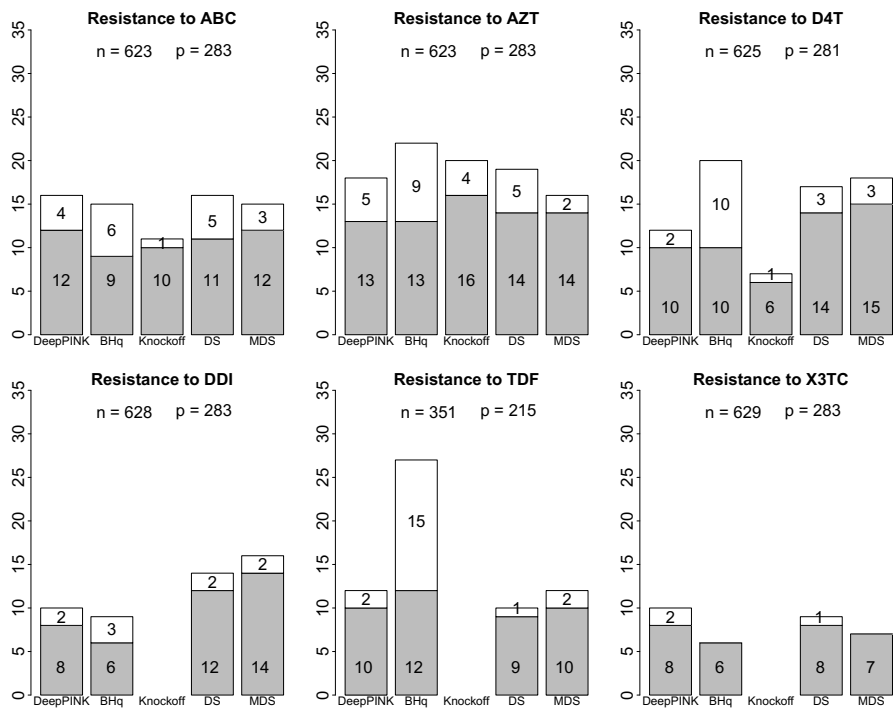 Resistance to ABC
n = 623 p = 283
35
30
25
20
15
10
5
0
4 6 1 5 3
12 9 10 11 12
DeepPINK BHq Knockoff DS MDS
Resistance to AZT
n = 623 p = 283
35
30
25
20
15
10
5
0
5 9 4 5 2
13 13 16 14 14
DeepPINK BHq Knockoff DS MDS
Resistance to D4T
n = 625 p = 281
35
30
25
20
15
10
5
0
2 10 1 3 3
10 10 6 14 15
DeepPINK BHq Knockoff DS MDS
Resistance to DDI
n = 628 p = 283
35
30
25
20
15
10
5
0
2 3 2 2
8 6 12 14
DeepPINK BHq Knockoff DS MDS
Resistance to TDF
n = 351 p = 215
35
30
25
20
15
10
5
0
2 15 1 2
10 12 9 10
DeepPINK BHq Knockoff DS MDS
Resistance to X3TC
n = 629 p = 283
35
30
25
20
15
10
5
0
2 1
8 6 8 7
DeepPINK BHq Knockoff DS MDS